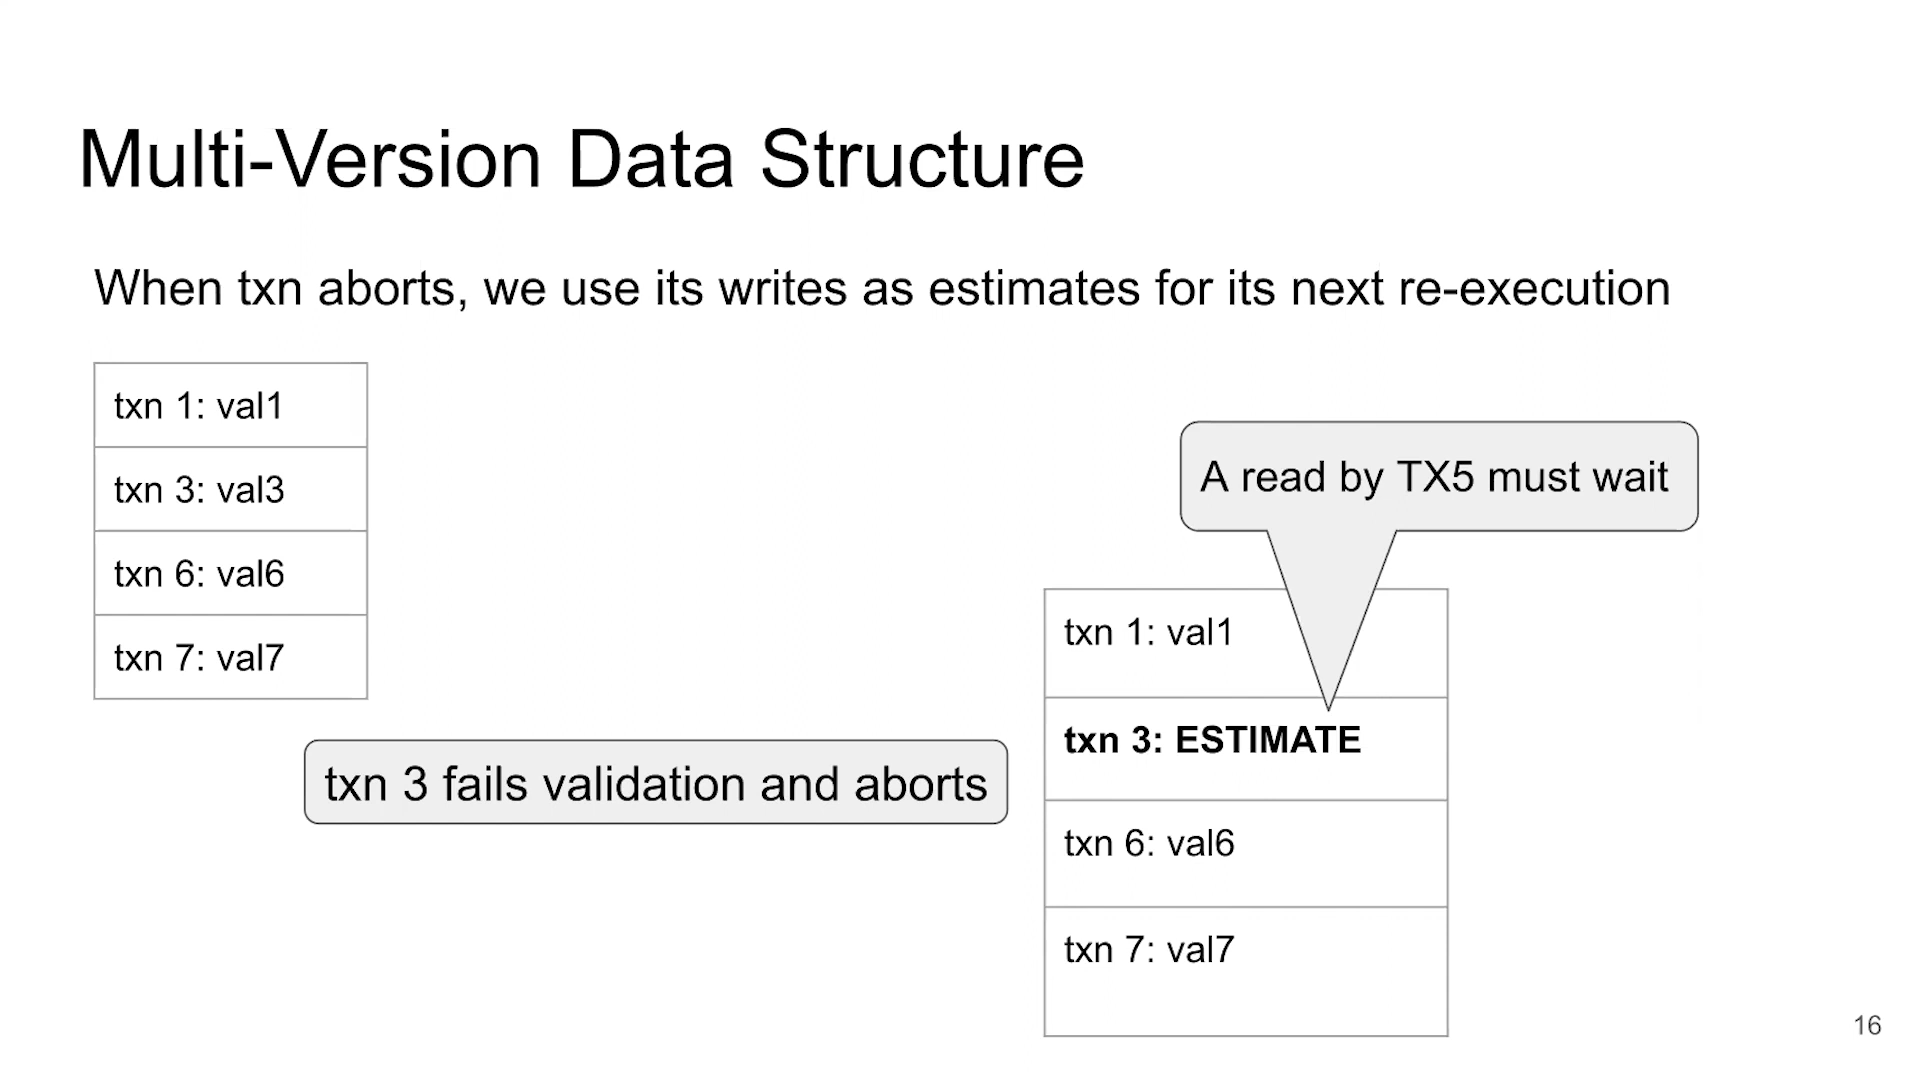 Multi-Version Data Structure
When txn aborts, we use its writes as estimates for its next re-execution
txn 1: val1
txn 3: val3
txn 6: val6
txn 7: val7
txn 3 fails validation and aborts
A read by TX5 must wait
txn 1: val1
txn 3: ESTIMATE
txn 6: val6
txn 7: val7
16